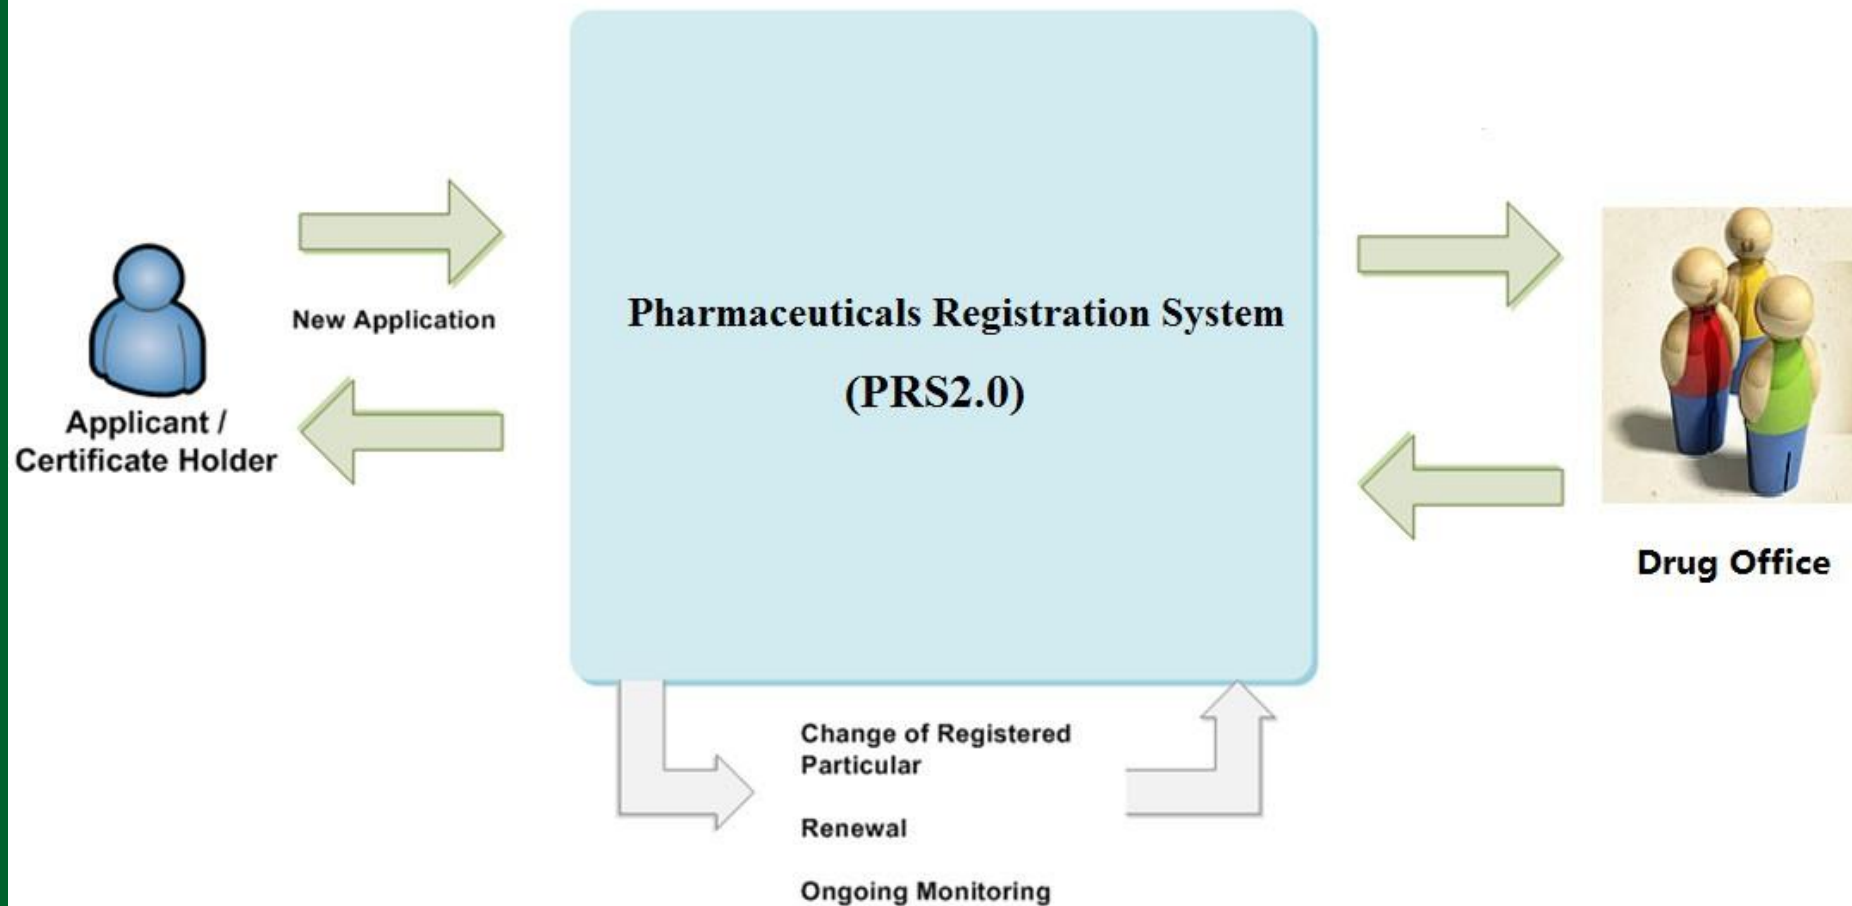 New Application
Applicant /
Certificate Holder
Pharmaceuticals Registration System
(PRS2.0)
Drug Office
Change of Registered
Particular
Renewal
Ongoing Monitoring